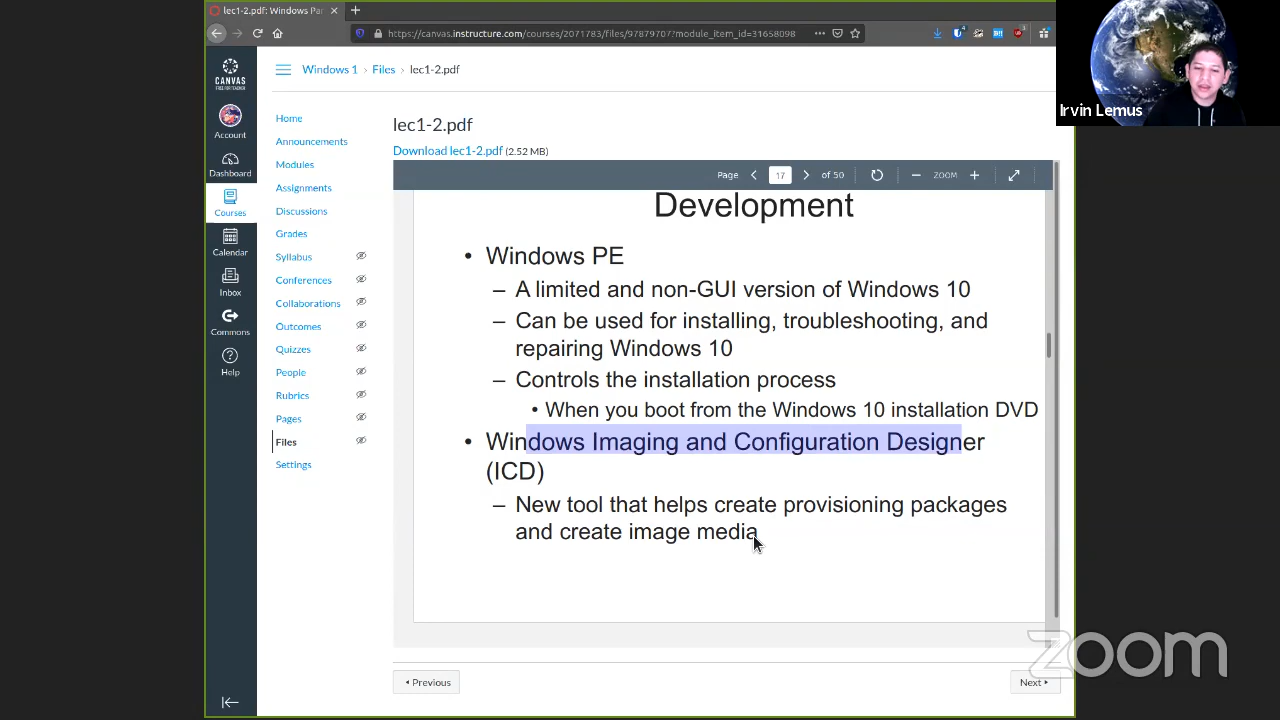 lec1-2.pdf: Windows Par
https://canvas.instructure.com/courses/2071783/files/97879707?module_item_id=31658098
Irvin Lemus
CANVAS
FREE FOR TEACHER
Account
Dashboard
Courses
Calendar
Inbox
Commons
Help
Windows 1 › Files › lec1-2.pdf
Home
Announcements
Modules
Assignments
Discussions
Grades
Syllabus
Conferences
Collaborations
Outcomes
Quizzes
People
Rubrics
Pages
Files
Settings
lec1-2.pdf
Download lec1-2.pdf (2.52 MB)
Page 17 of 50 ZOOM
Development
• Windows PE
– A limited and non-GUI version of Windows 10
– Can be used for installing, troubleshooting, and
repairing Windows 10
– Controls the installation process
• When you boot from the Windows 10 installation DVD
• Windows Imaging and Configuration Designer
(ICD)
– New tool that helps create provisioning packages
and create image media
Previous
Next
zoom